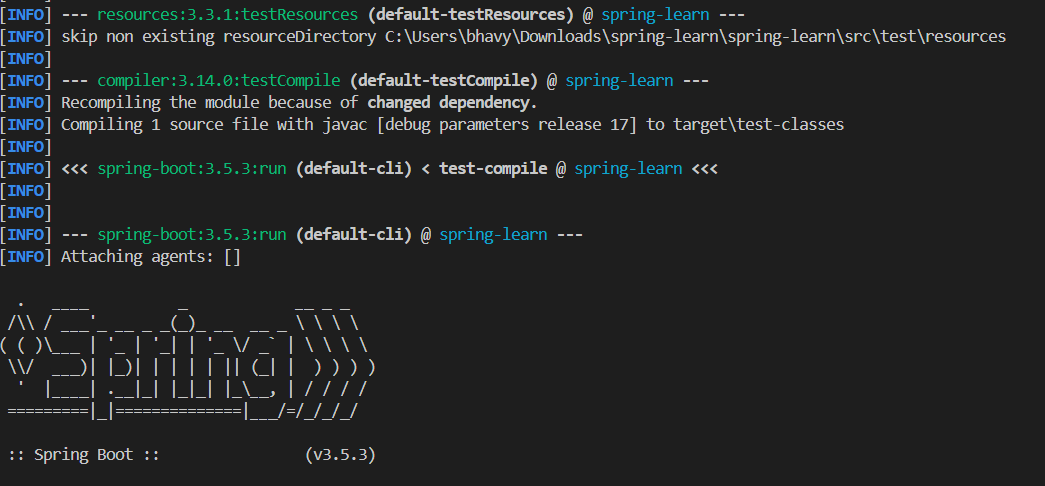 [INFO] --- resources:3.3.1:testResources (default-testResources) @ spring-learn ---
[INFO] skip non existing resourceDirectory C:\Users\bhavy\Downloads\spring-learn\spring-learn\src\test\resources
[INFO]
[INFO] --- compiler:3.14.0:testCompile (default-testCompile) @ spring-learn ---
[INFO] Recompiling the module because of changed dependency.
[INFO] Compiling 1 source file with javac [debug parameters release 17] to target\test-classes
[INFO]
[INFO] <<< spring-boot:3.5.3:run (default-cli) < test-compile @ spring-learn <<<
[INFO]
[INFO]
[INFO] --- spring-boot:3.5.3:run (default-cli) @ spring-learn ---
[INFO] Attaching agents: []
  .   ____          _            __ _ _
 /\\ / ___'_ __ _ _(_)_ __  __ _ \ \ \ \
( ( )\___ | '_ | '_| | '_ \/ _` | \ \ \ \
 \\/  ___)| |_)| | | | | || (_| |  ) ) ) )
  '  |____| .__|_| |_|_| |_\__, | / / / /
 =========|_|==============|___/=/_/_/_/
 :: Spring Boot ::                (v3.5.3)